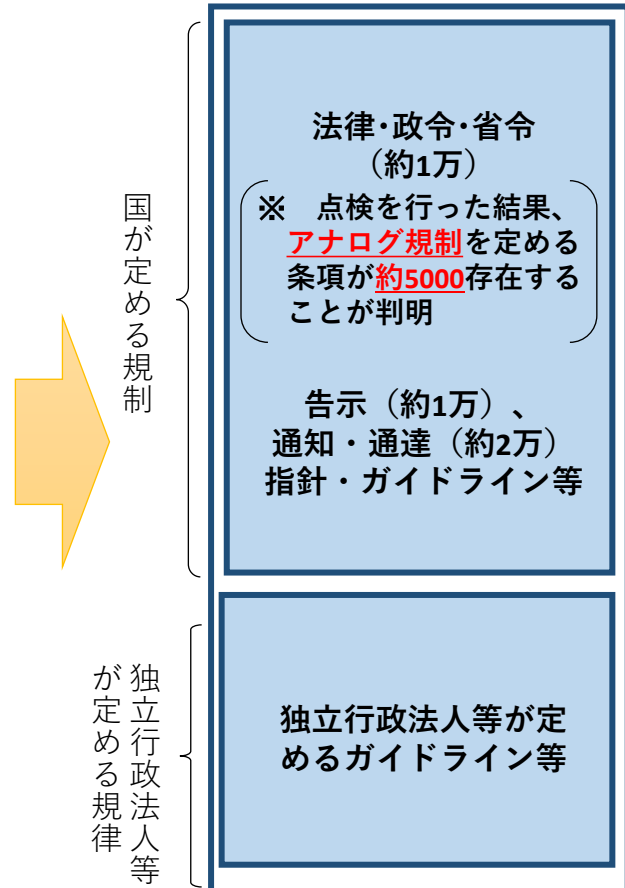 国が定める規制
法律･政令･省令
（約1万）
※　点検を行った結果、
アナログ規制を定める
条項が約5000存在する
ことが判明
告示（約1万）、
通知・通達（約2万）
指針・ガイドライン等
独立行政法人等
が定める規律
独立行政法人等が定
めるガイドライン等